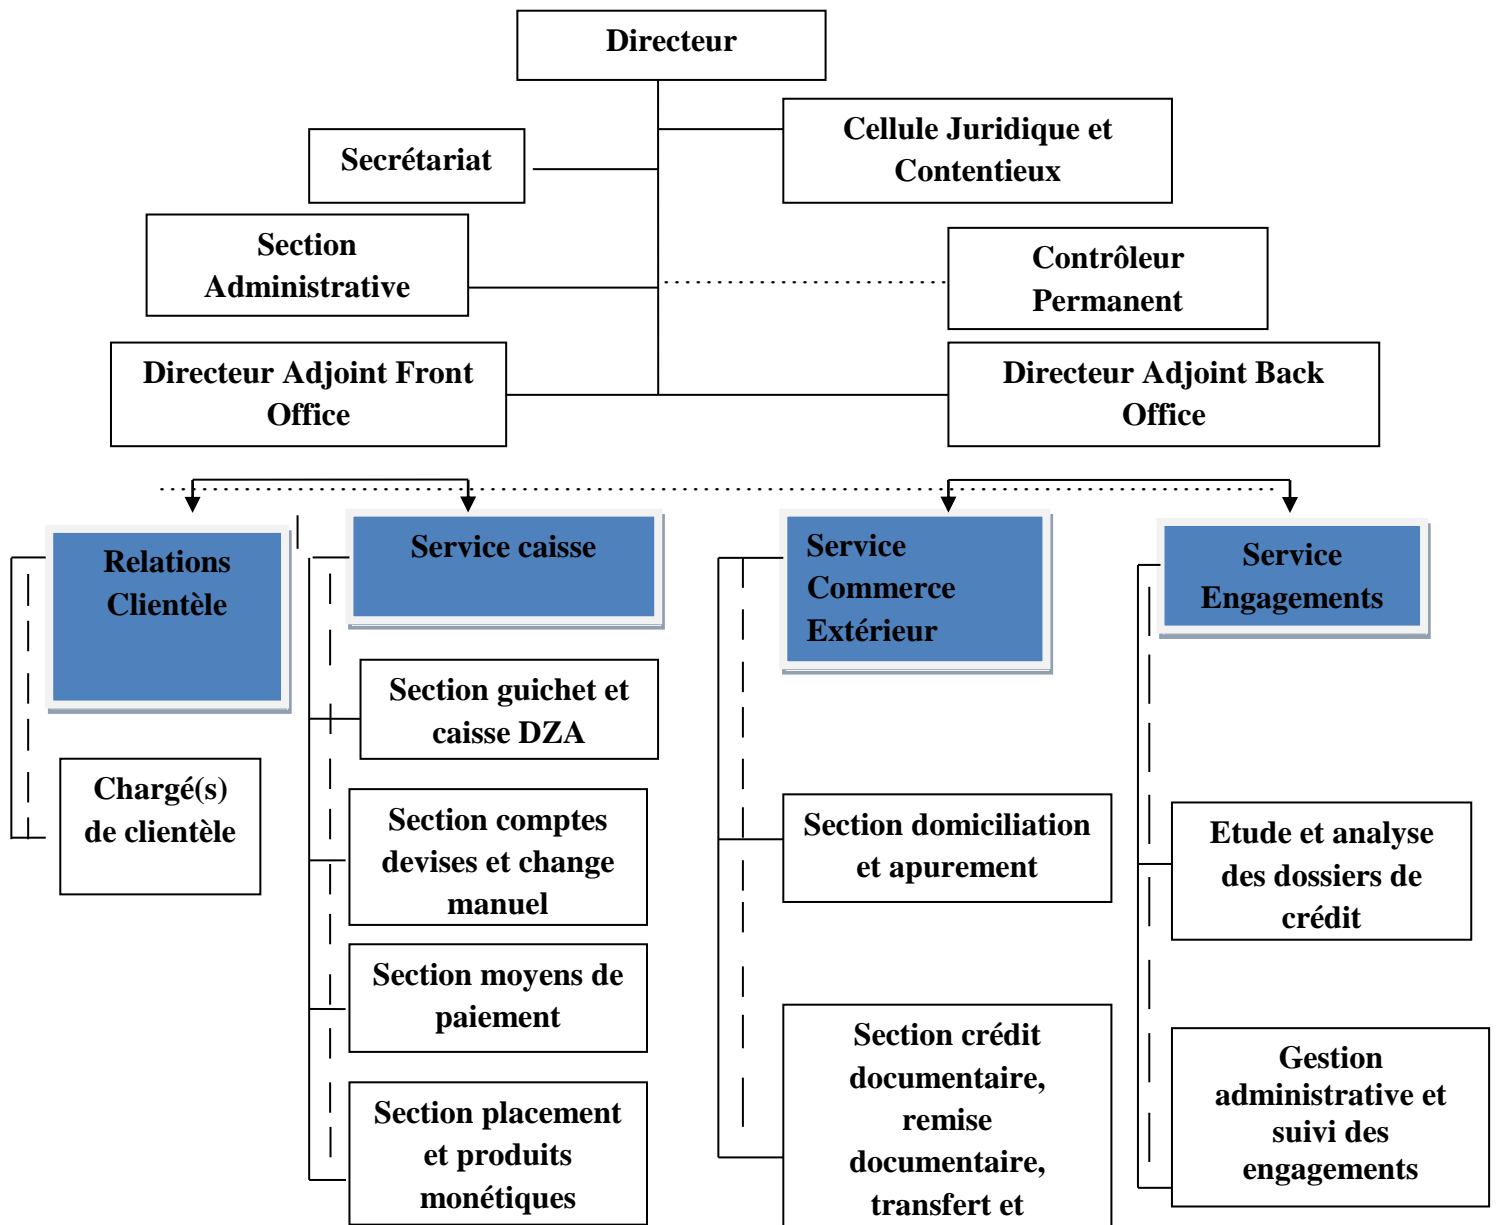 Directeur
Cellule Juridique et
Contentieux
Secrétariat
Section
Administrative
Contrôleur
Permanent
Directeur Adjoint Front
Office
Directeur Adjoint Back
Office
Relations
Clientèle
Service caisse
Service
Commerce
Extérieur
Service
Engagements
Section guichet et
caisse DZA
Chargé(s)
de clientèle
Section comptes
devises et change
manuel
Section domiciliation
et apurement
Etude et analyse
des dossiers de
crédit
Section moyens de
paiement
Section crédit
documentaire,
remise
documentaire,
transfert et
Gestion
administrative et
suivi des
engagements
Section placement
et produits
monétiques